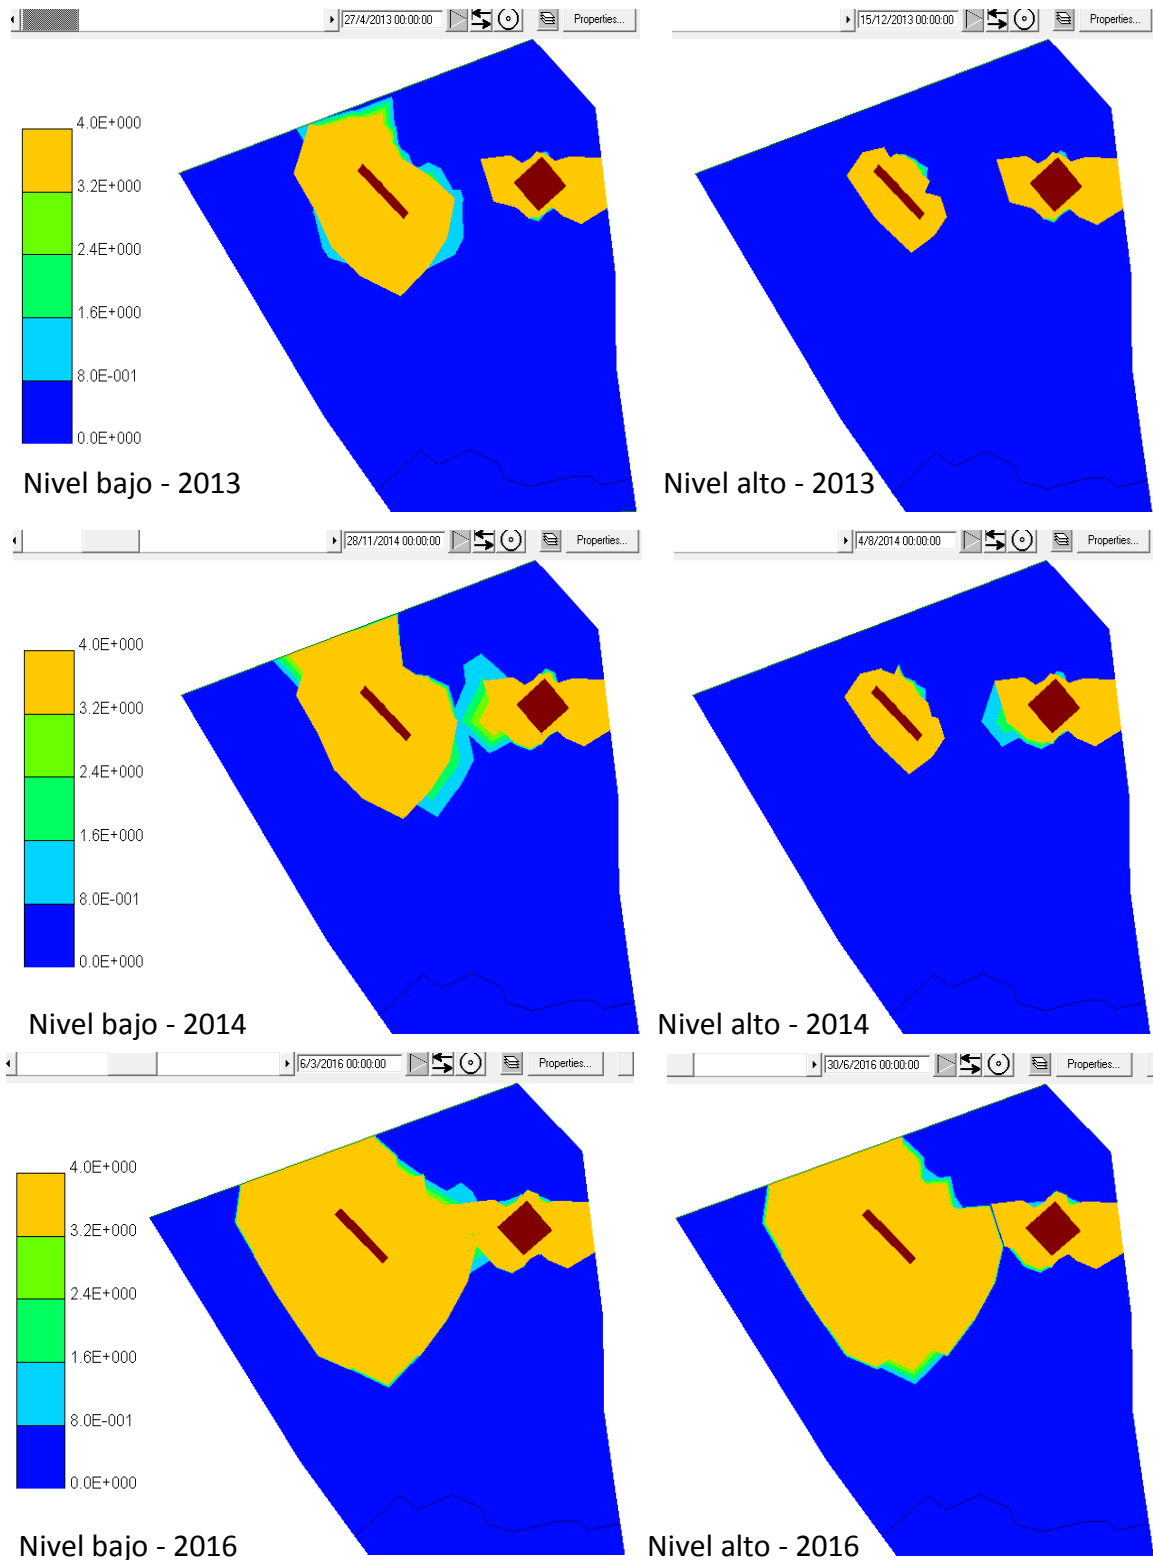 27/4/2013 00:00:00
Properties...
15/12/2013 00:00:00
Properties...
4.0E+000
3.2E+000
2.4E+000
1.6E+000
8.0E-001
0.0E+000
Nivel bajo - 2013
Nivel alto - 2013
28/11/2014 00:00:00
Properties...
4/8/2014 00:00:00
Properties...
4.0E+000
3.2E+000
2.4E+000
1.6E+000
8.0E-001
0.0E+000
Nivel bajo - 2014
Nivel alto - 2014
6/3/2016 00:00:00
Properties...
30/6/2016 00:00:00
Properties...
4.0E+000
3.2E+000
2.4E+000
1.6E+000
8.0E-001
0.0E+000
Nivel bajo - 2016
Nivel alto - 2016